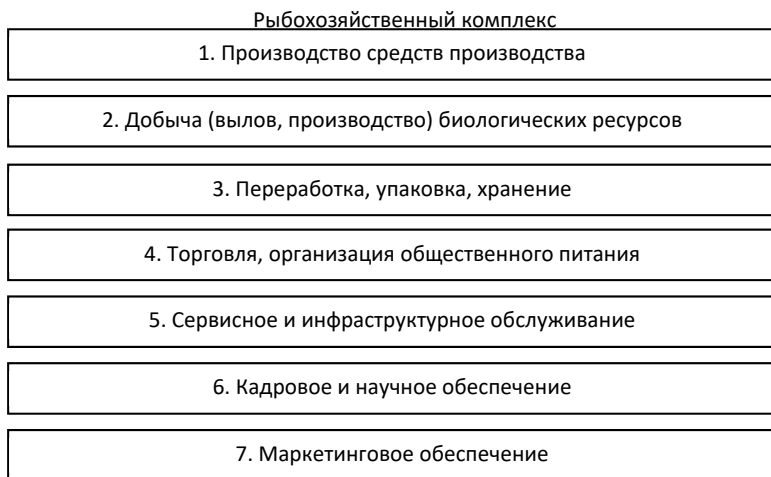 Рыбохозяйственный комплекс
1. Производство средств производства
2. Добыча (вылов, производство) биологических ресурсов
3. Переработка, упаковка, хранение
4. Торговля, организация общественного питания
5. Сервисное и инфраструктурное обслуживание
6. Кадровое и научное обеспечение
7. Маркетинговое обеспечение